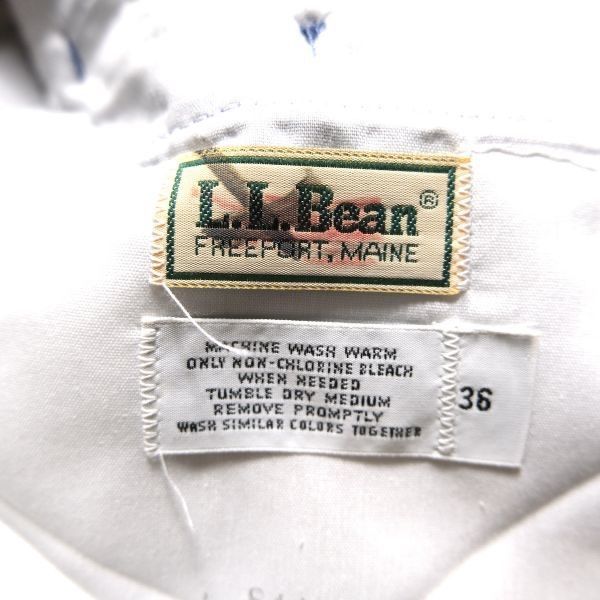 L.L.Bean®
FREEPORT, MAINE
MACHINE WASH WARM
ONLY NON-CHLORINE BLEACH
WHEN NEEDED
TUMBLE DRY MEDIUM
REMOVE PROMPTLY
WASH SIMILAR COLORS TOGETHER
36